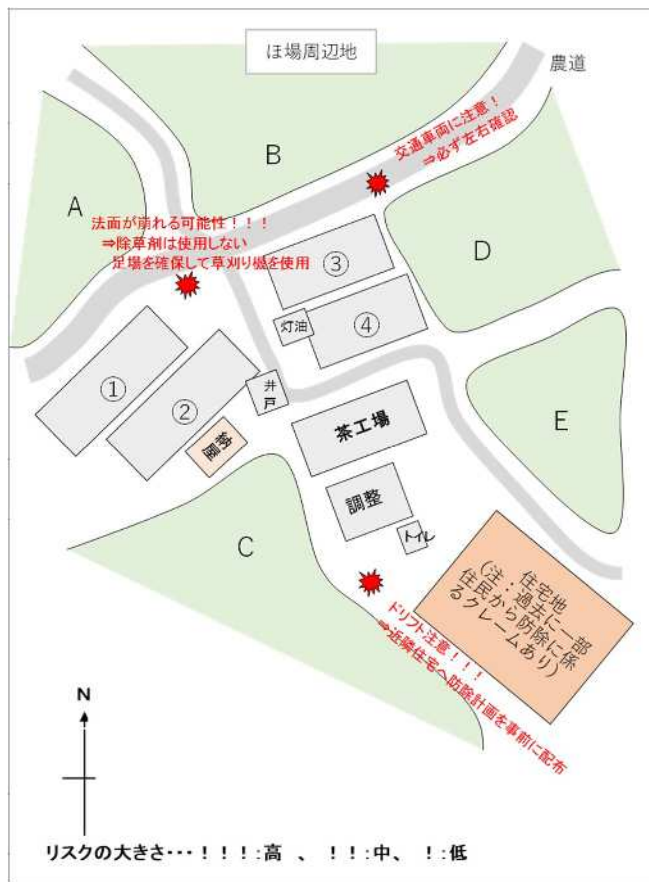 ほ場周辺地
農道
B
交通車両に注意！
⇒必ず左右確認
A
法面が崩れる可能性！！！
⇒除草剤は使用しない
足場を確保して草刈り機を使用
③
D
灯油
④
①
②
井戸
納屋
茶工場
E
調整
C
トイレ
住宅地
(注：過去に一部
住民から防除に係
るクレームあり)
ドリフト注意！！！
⇒近隣住宅へ防除計画を事前に配布
N
リスクの大きさ･･･！！！:高 、 ！！:中、 ！:低